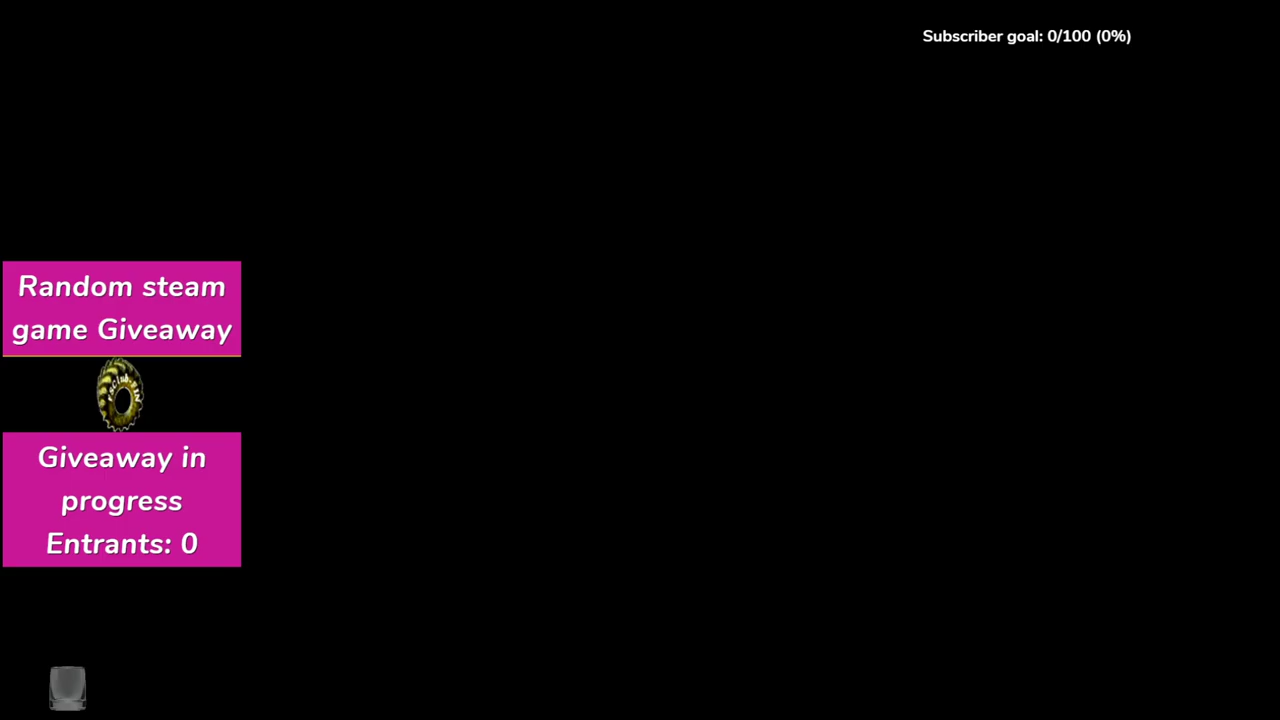 Subscriber goal: 0/100 (0%)
Random steam
game Giveaway
Giveaway in
progress
Entrants: 0